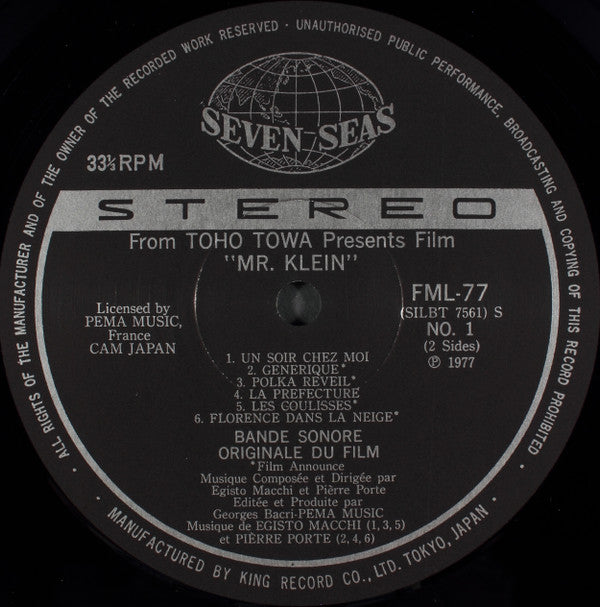 ALL RIGHTS OF THE MANUFACTURER AND OF THE OWNER OF THE RECORDED WORK RESERVED · UNAUTHORISED PUBLIC PERFORMANCE, BROADCASTING AND COPYING OF THIS RECORD PROHIBITED
SEVEN SEAS
33⅓ RPM
STEREO
From TOHO TOWA Presents Film
"MR. KLEIN"
Licensed by
PEMA MUSIC,
France
CAM JAPAN
FML-77
(SILBT 7561) S
NO. 1
(2 Sides)
℗ 1977
1. UN SOIR CHEZ MOI
2. GENERIQUE*
3. POLKA REVEIL*
4. LA PREFECTURE
5. LES COULISSES*
6. FLORENCE DANS LA NEIGE*
BANDE SONORE
ORIGINALE DU FILM
*Film Announce
Musique Composée et Dirigée par
Egisto Macchi et Pièrre Porte
Editée et Produite par
Georges Bacri-PEMA MUSIC
Musique de EGISTO MACCHI (1, 3, 5)
et PIÈRRE PORTE (2, 4, 6)
· MANUFACTURED BY KING RECORD CO., LTD. TOKYO, JAPAN ·